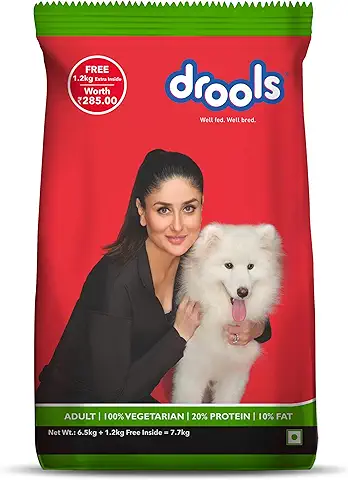 FREE
1.2kg Extra Inside
Worth
₹285.00
drools
Well fed. Well bred.
ADULT | 100% VEGETARIAN | 20% PROTEIN | 10% FAT
Net Wt.: 6.5kg + 1.2kg Free Inside = 7.7kg